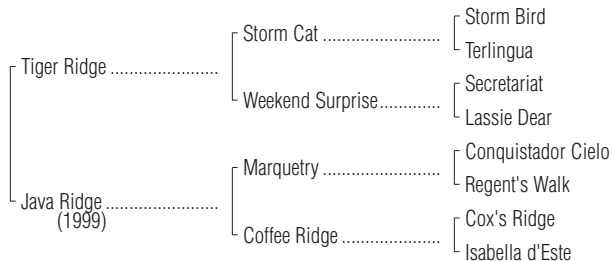 Storm Bird
Storm Cat ..........................
Terlingua
Tiger Ridge ........................
Secretariat
Weekend Surprise.............
Lassie Dear
Conquistador Cielo
Marquetry ........................
Regent's Walk
Java Ridge .........................
(1999)
Cox's Ridge
Coffee Ridge .....................
Isabella d'Este